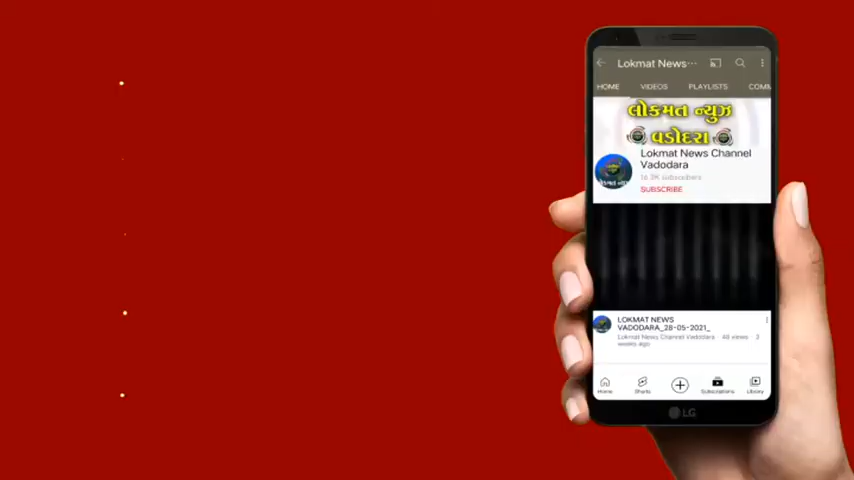 Lokmat News...
HOME VIDEOS PLAYLISTS COMM
લોકમત ન્યુઝ
વડોદરા
Lokmat News Channel
Vadodara
SUBSCRIBE
લોકમત ન્યુઝ
LOKMAT NEWS
VADODARA_28-05-2021_
Lokmat News Channel Vadodara · 48 views · 3
weeks ago
Home Shorts Subscriptions Library
LG